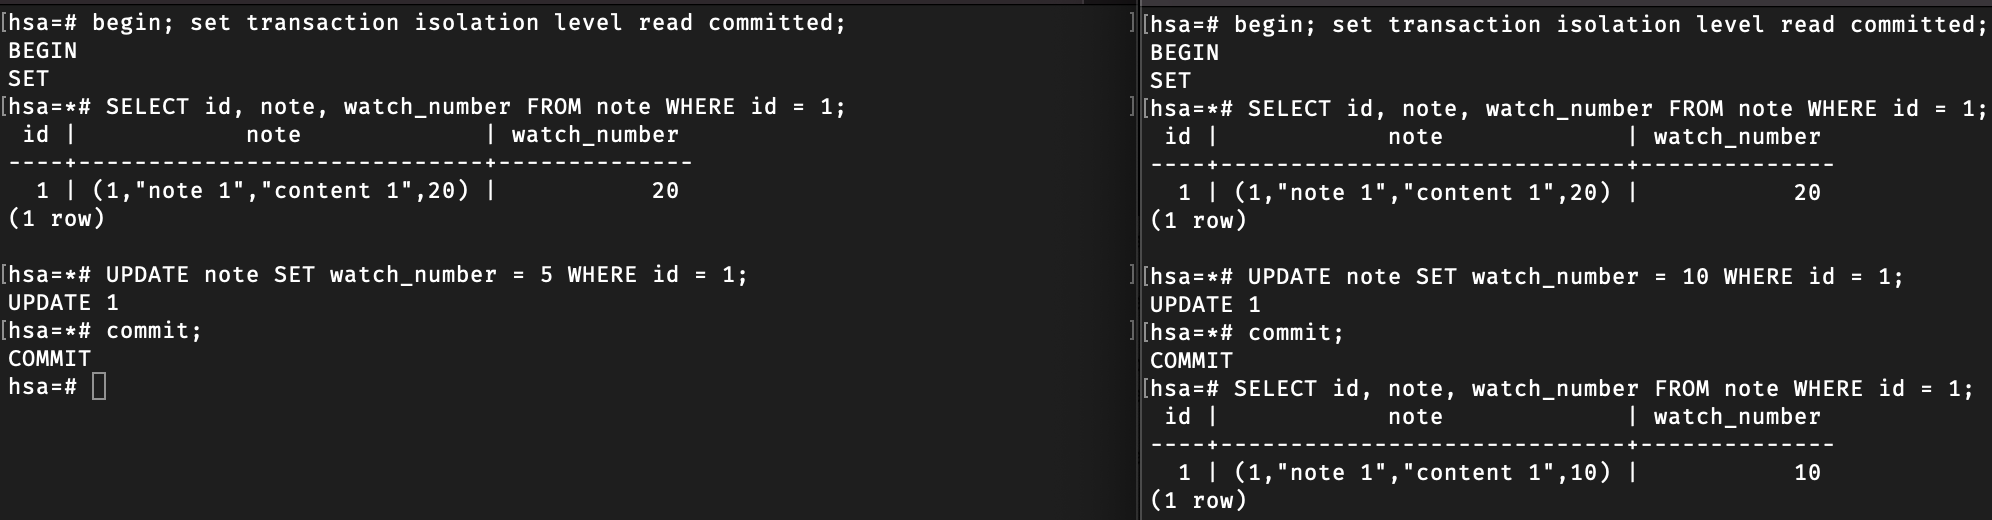 [hsa=# begin; set transaction isolation level read committed; ]
BEGIN
SET
[hsa=*# SELECT id, note, watch_number FROM note WHERE id = 1; ]
 id |            note             | watch_number
----+-----------------------------+--------------
  1 | (1,"note 1","content 1",20) |           20
(1 row)

[hsa=*# UPDATE note SET watch_number = 5 WHERE id = 1; ]
UPDATE 1
[hsa=*# commit; ]
COMMIT
hsa=#
[hsa=# begin; set transaction isolation level read committed;
BEGIN
SET
[hsa=*# SELECT id, note, watch_number FROM note WHERE id = 1;
 id |            note             | watch_number
----+-----------------------------+--------------
  1 | (1,"note 1","content 1",20) |           20
(1 row)

[hsa=*# UPDATE note SET watch_number = 10 WHERE id = 1;
UPDATE 1
[hsa=*# commit;
COMMIT
[hsa=# SELECT id, note, watch_number FROM note WHERE id = 1;
 id |            note             | watch_number
----+-----------------------------+--------------
  1 | (1,"note 1","content 1",10) |           10
(1 row)